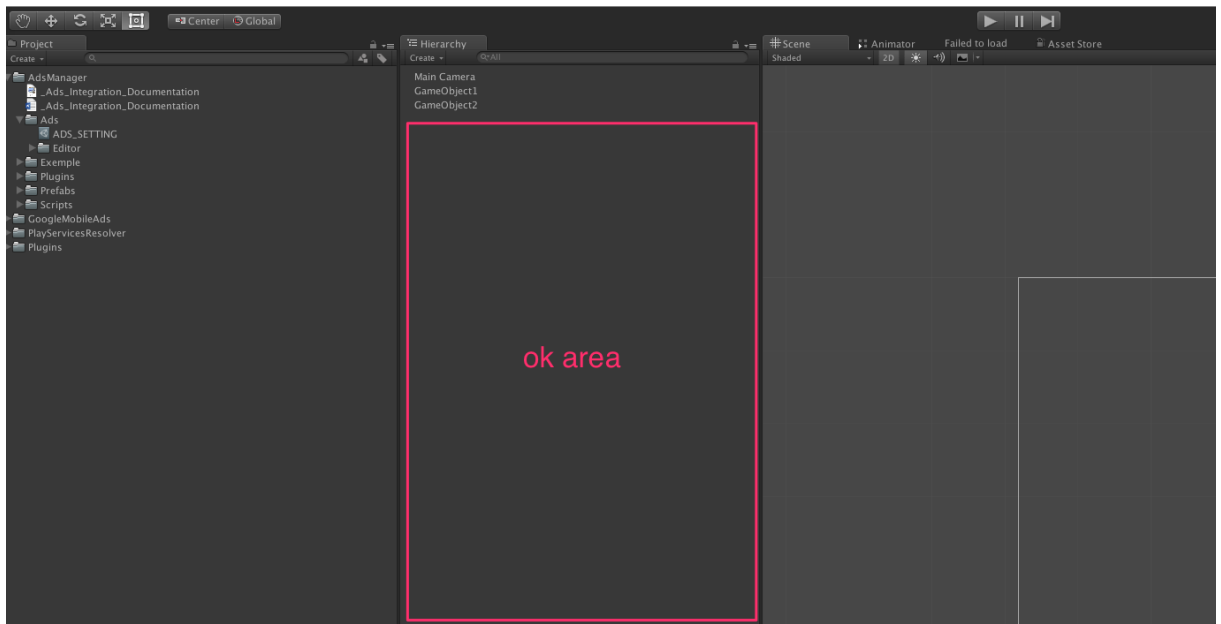 Center Global
Project
Create
AdsManager
_Ads_Integration_Documentation
_Ads_Integration_Documentation
Ads
ADS_SETTING
Editor
Exemple
Plugins
Prefabs
Scripts
GoogleMobileAds
PlayServicesResolver
Plugins
Hierarchy
Create All
Main Camera
GameObject1
GameObject2
ok area
Scene Animator Failed to load Asset Store
Shaded 2D